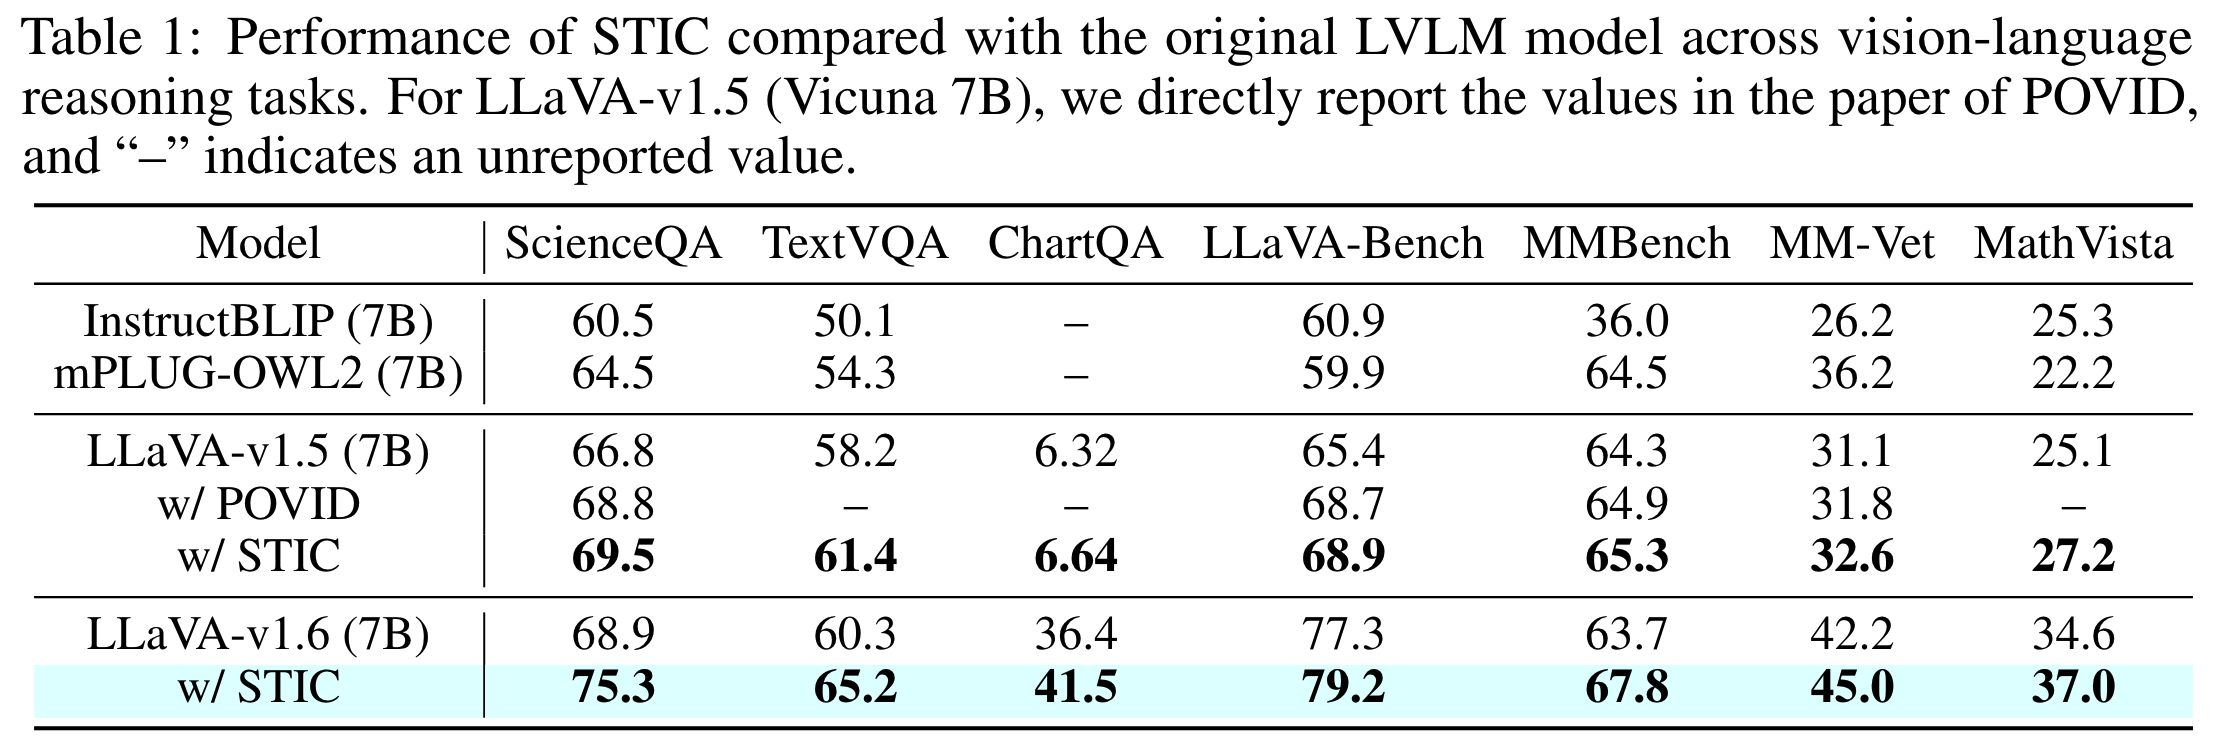 Table 1: Performance of STIC compared with the original LVLM model across vision-language
reasoning tasks. For LLaVA-v1.5 (Vicuna 7B), we directly report the values in the paper of POVID,
and “–” indicates an unreported value.
Model ScienceQA TextVQA ChartQA LLaVA-Bench MMBench MM-Vet MathVista
InstructBLIP (7B) 60.5 50.1 – 60.9 36.0 26.2 25.3
mPLUG-OWL2 (7B) 64.5 54.3 – 59.9 64.5 36.2 22.2
LLaVA-v1.5 (7B) 66.8 58.2 6.32 65.4 64.3 31.1 25.1
w/ POVID 68.8 – – 68.7 64.9 31.8 –
w/ STIC 69.5 61.4 6.64 68.9 65.3 32.6 27.2
LLaVA-v1.6 (7B) 68.9 60.3 36.4 77.3 63.7 42.2 34.6
w/ STIC 75.3 65.2 41.5 79.2 67.8 45.0 37.0